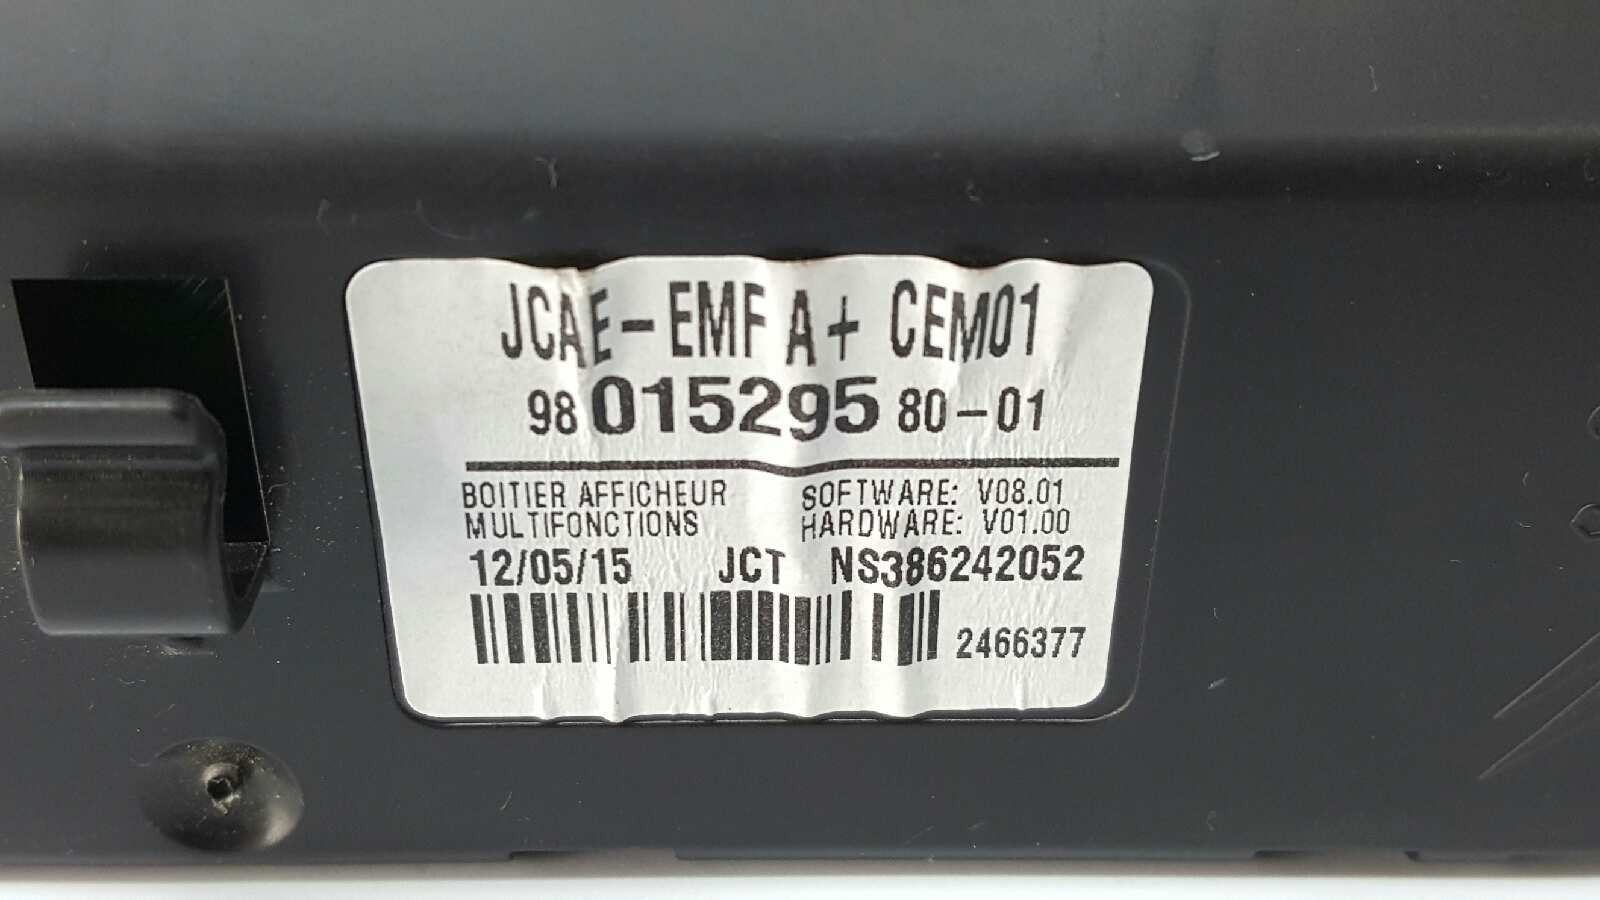 JCAE-EMF A+ CEM01
98 015295 80-01
BOITIER AFFICHEUR
MULTIFONCTIONS
SOFTWARE: V08.01
HARDWARE: V01.00
12/05/15 JCT NS386242052
2466377